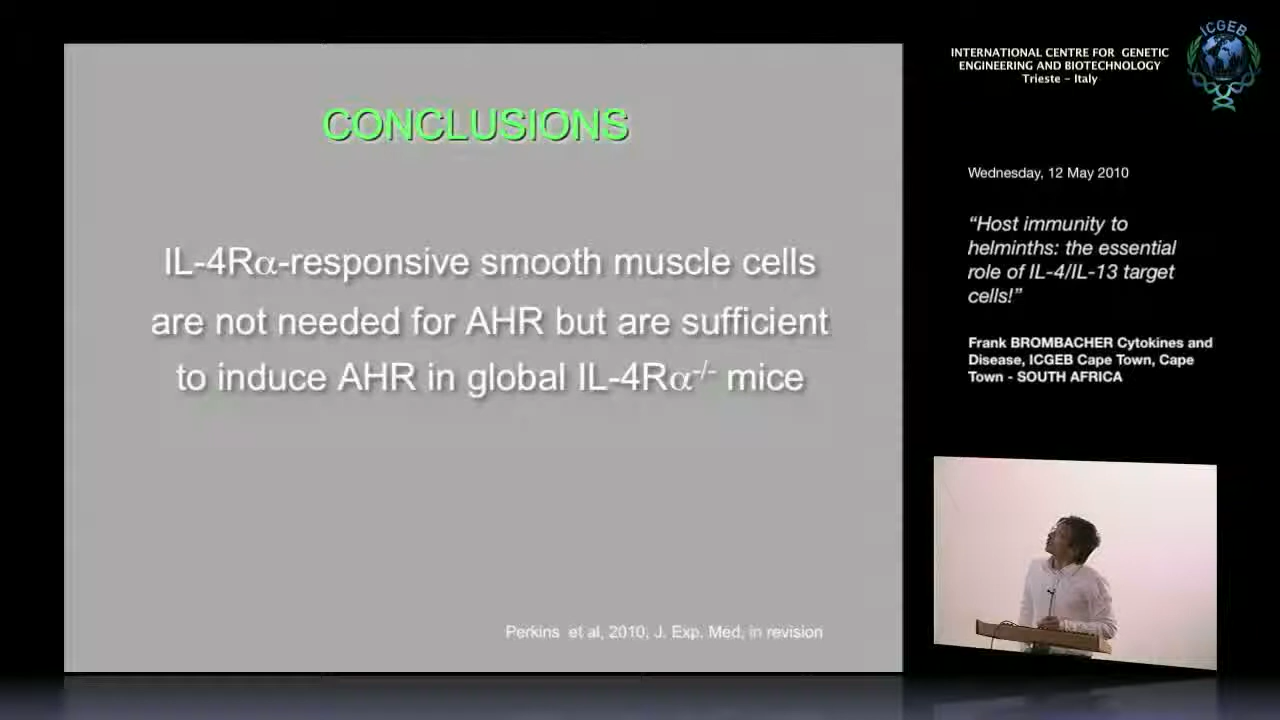 CONCLUSIONS
IL-4Rα-responsive smooth muscle cells
are not needed for AHR but are sufficient
to induce AHR in global IL-4Rα-/- mice
Perkins et al, 2010, J. Exp. Med, in revision
INTERNATIONAL CENTRE FOR GENETIC
ENGINEERING AND BIOTECHNOLOGY
Trieste - Italy
ICGEB
Wednesday, 12 May 2010
“Host immunity to
helminths: the essential
role of IL-4/IL-13 target
cells!”
Frank BROMBACHER Cytokines and
Disease, ICGEB Cape Town, Cape
Town - SOUTH AFRICA